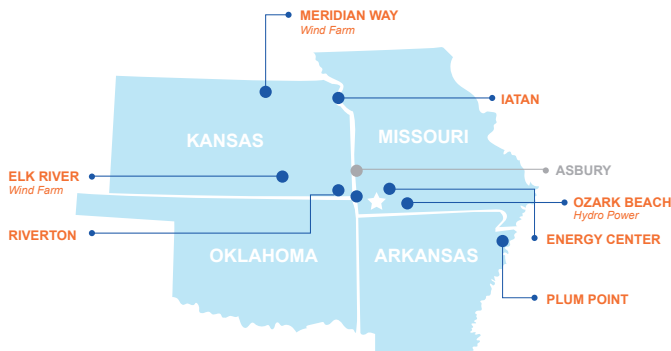 MERIDIAN WAY
Wind Farm
IATAN
KANSAS
MISSOURI
ASBURY
ELK RIVER
Wind Farm
OZARK BEACH
Hydro Power
RIVERTON
ENERGY CENTER
OKLAHOMA
ARKANSAS
PLUM POINT